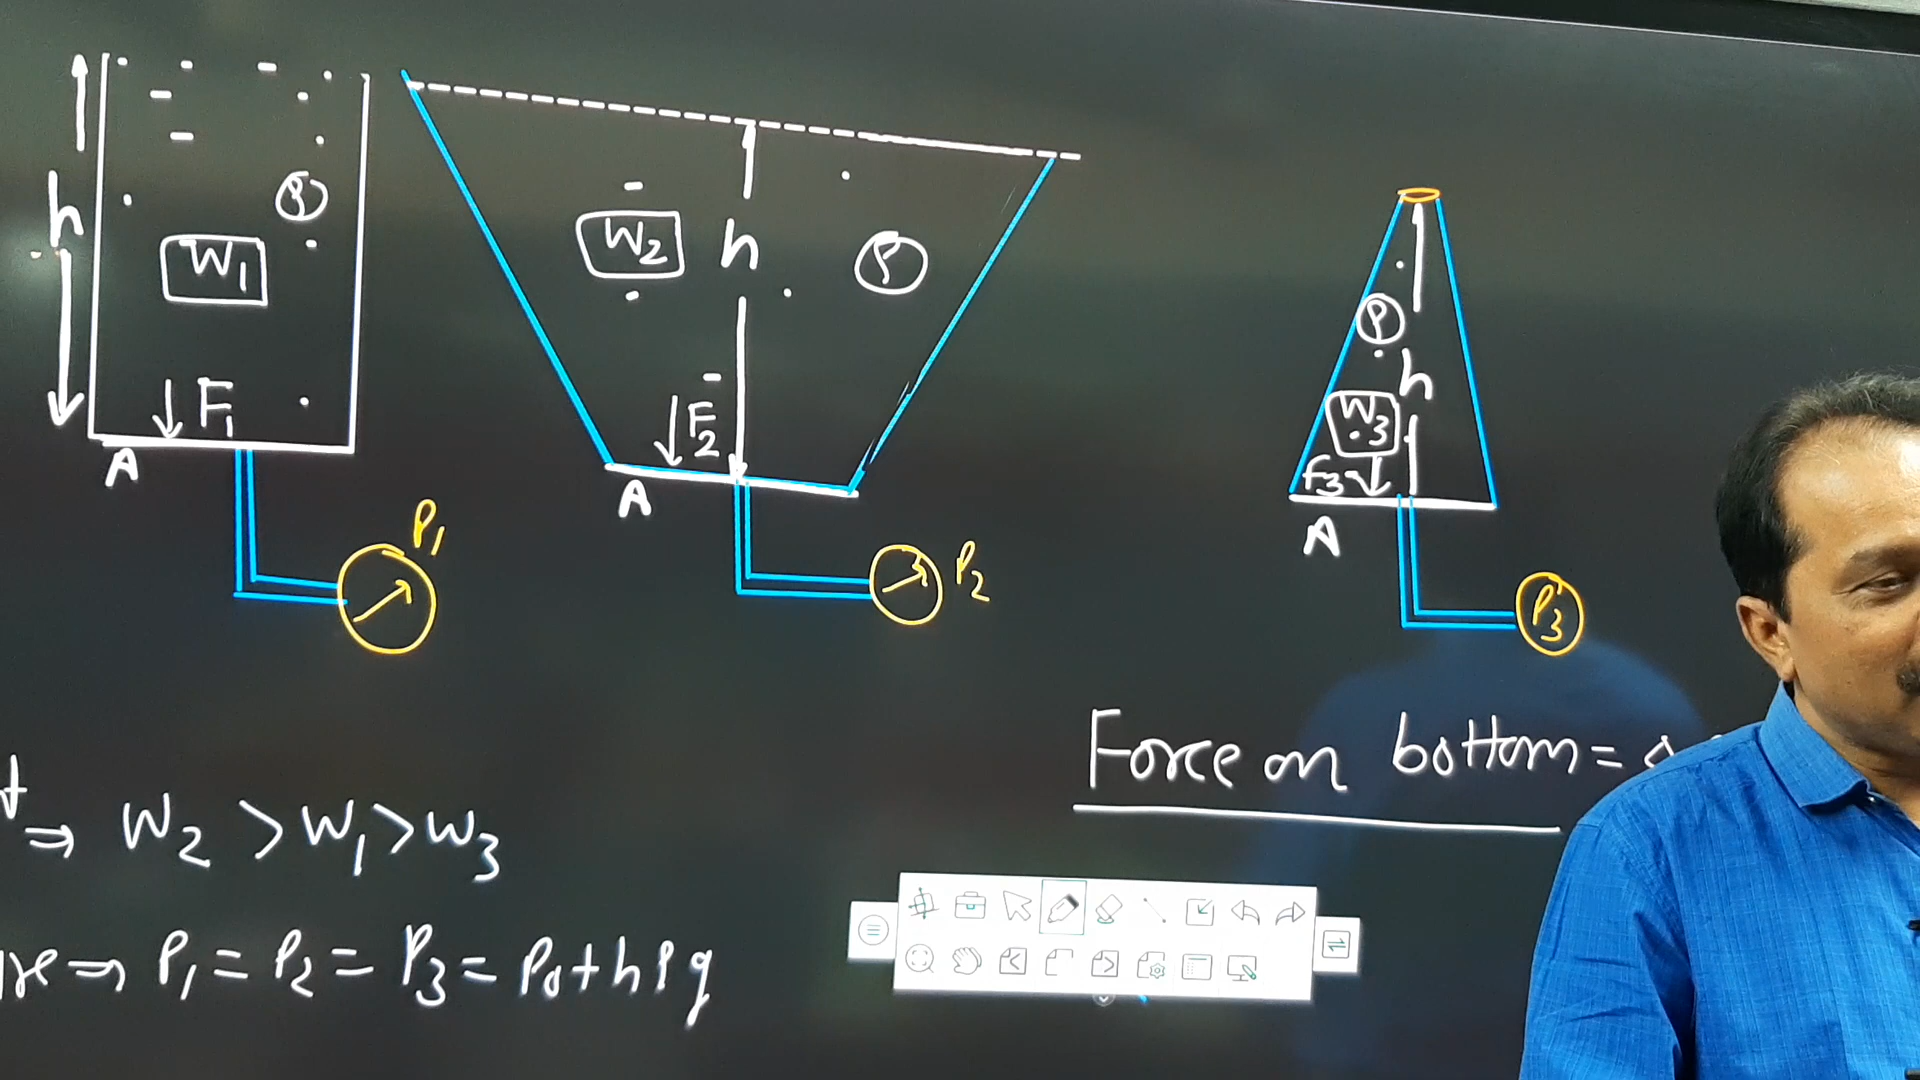 h
ρ
W₁
F₁
A
P₁
W₂
h
ρ
F₂
A
P₂
ρ
h
W₃
F₃
A
P₃
Force on bottom =
⇒ W₂ > W₁ > W₃
⇒ P₁ = P₂ = P₃ = P₀ + hρg